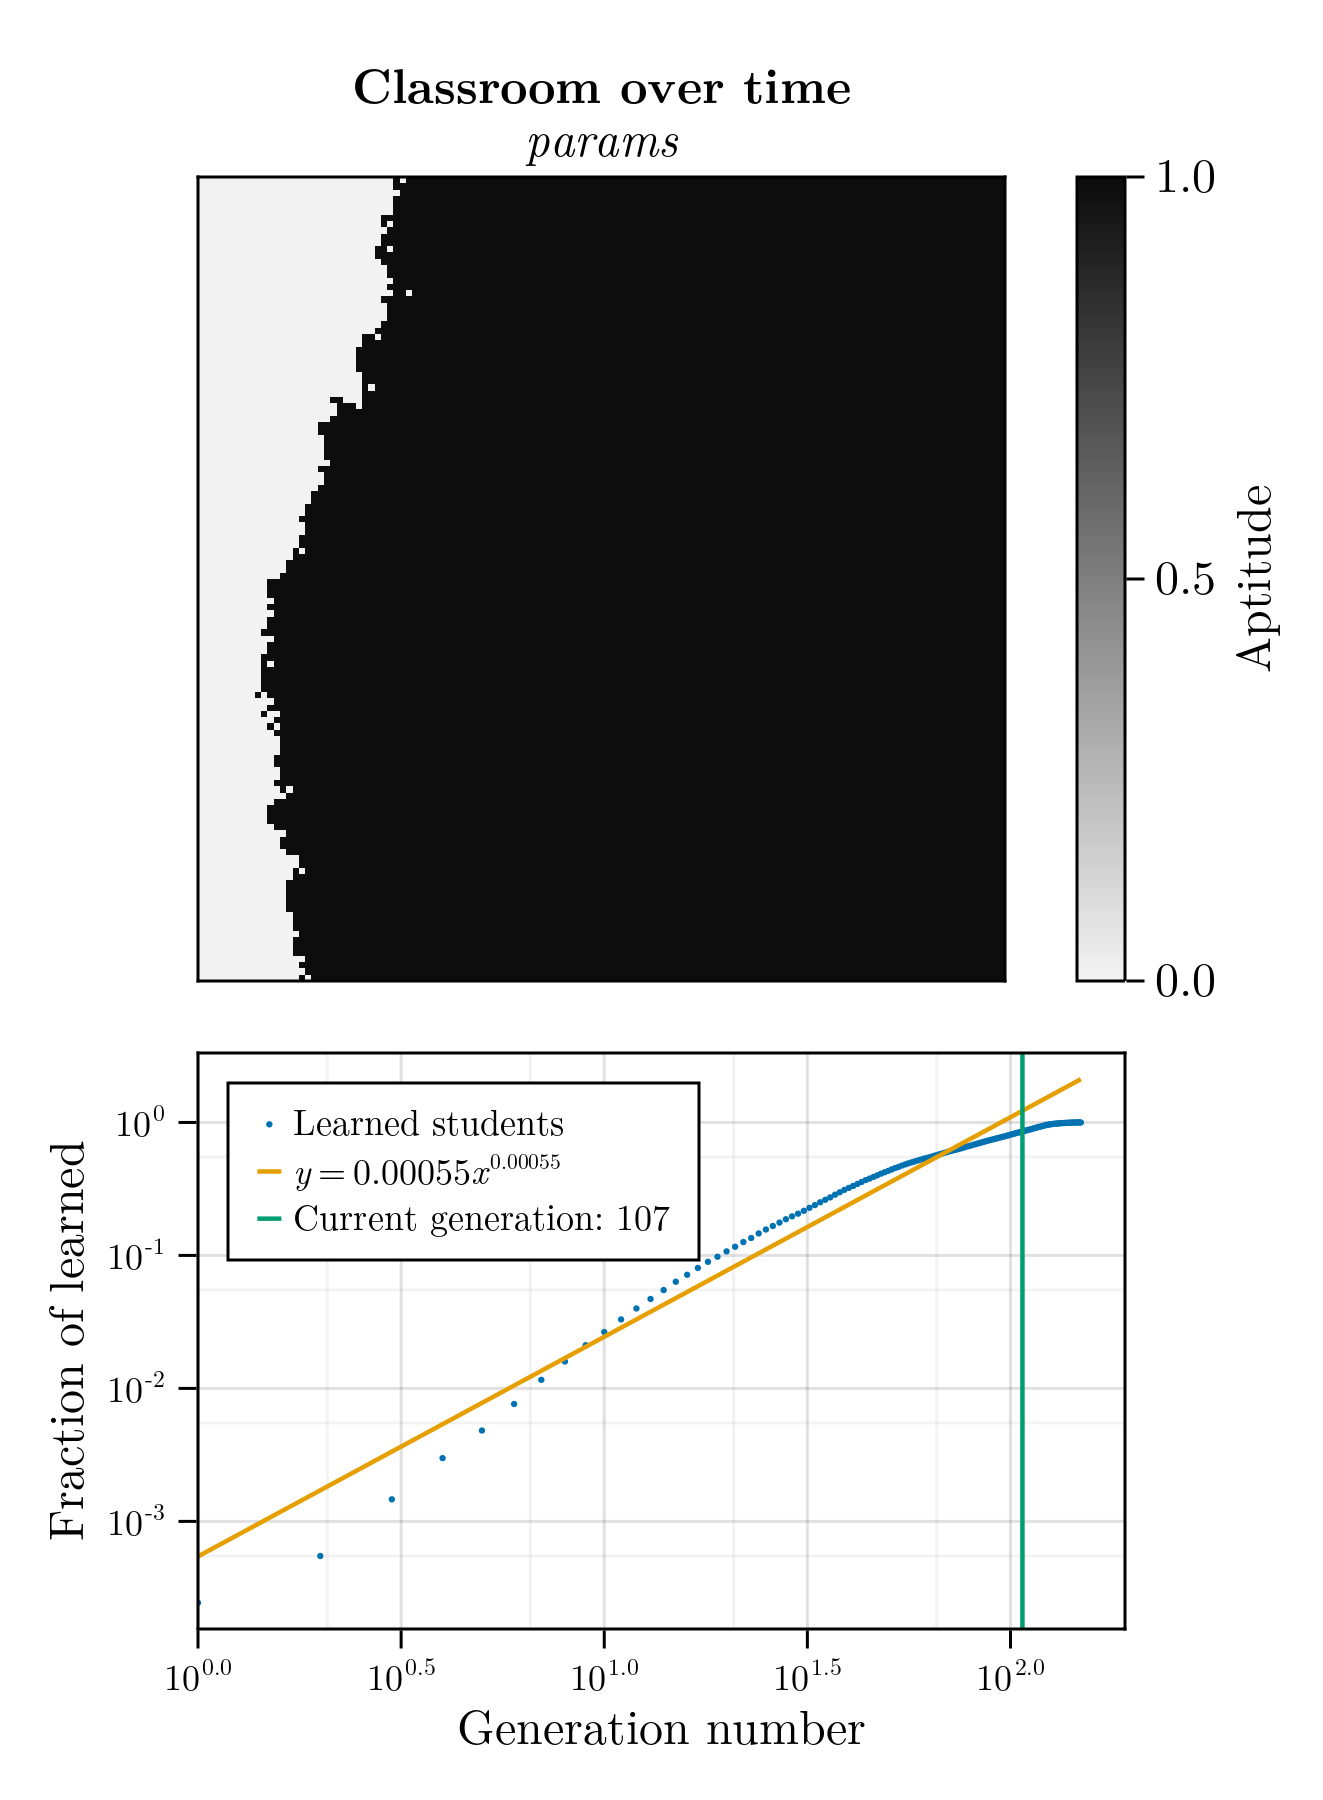 Classroom over time
params
1.0
0.5
0.0
Aptitude
Learned students
y = 0.00055x^0.00055
Current generation: 107
10^0
10^-1
10^-2
10^-3
Fraction of learned
10^0.0 10^0.5 10^1.0 10^1.5 10^2.0
Generation number